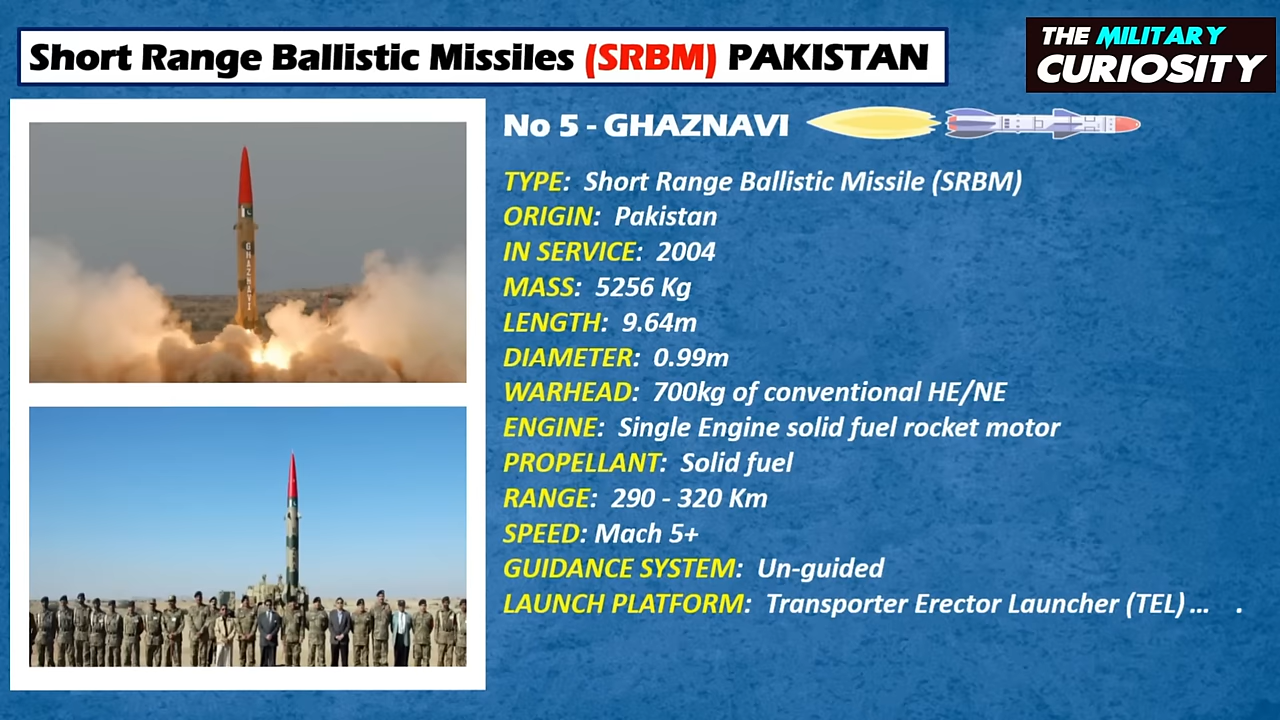 Short Range Ballistic Missiles (SRBM) PAKISTAN
THE MILITARY
CURIOSITY
No 5 - GHAZNAVI
GHAZNAVI
TYPE: Short Range Ballistic Missile (SRBM)
ORIGIN: Pakistan
IN SERVICE: 2004
MASS: 5256 Kg
LENGTH: 9.64m
DIAMETER: 0.99m
WARHEAD: 700kg of conventional HE/NE
ENGINE: Single Engine solid fuel rocket motor
PROPELLANT: Solid fuel
RANGE: 290 - 320 Km
SPEED: Mach 5+
GUIDANCE SYSTEM: Un-guided
LAUNCH PLATFORM: Transporter Erector Launcher (TEL) ... .